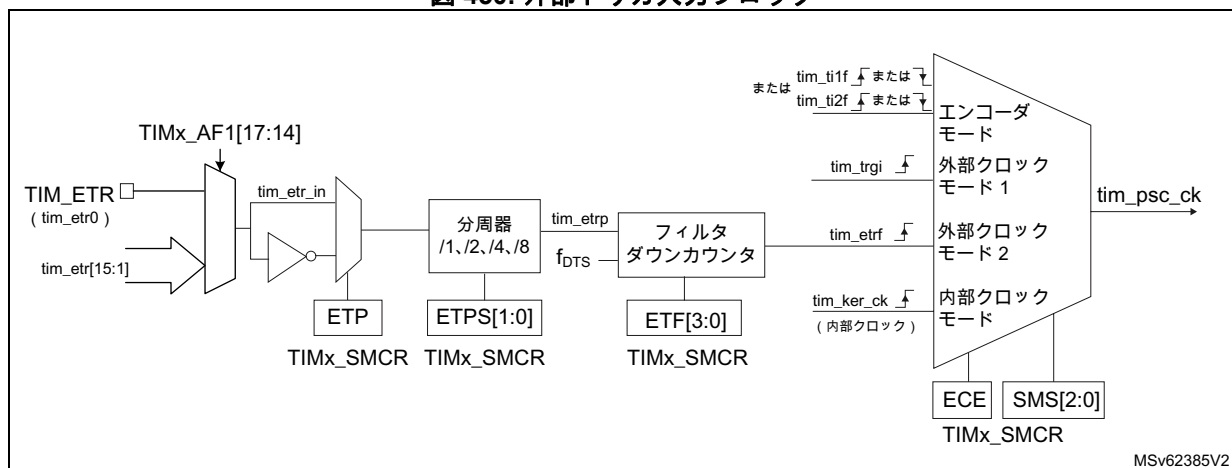 TIMx_AF1[17:14]
TIM_ETR
(tim_etr0)
tim_etr[15:1]
tim_etr_in
ETP
TIMx_SMCR
分周器
/1、/2、/4、/8
ETPS[1:0]
TIMx_SMCR
tim_etrp
fDTS
フィルタ
ダウンカウンタ
ETF[3:0]
TIMx_SMCR
または
tim_ti1f または
tim_ti2f または
エンコーダ
モード
tim_trgi
外部クロック
モード 1
tim_etrf
外部クロック
モード 2
tim_ker_ck
(内部クロック)
内部クロック
モード
tim_psc_ck
ECE
SMS[2:0]
TIMx_SMCR
MSv62385V2